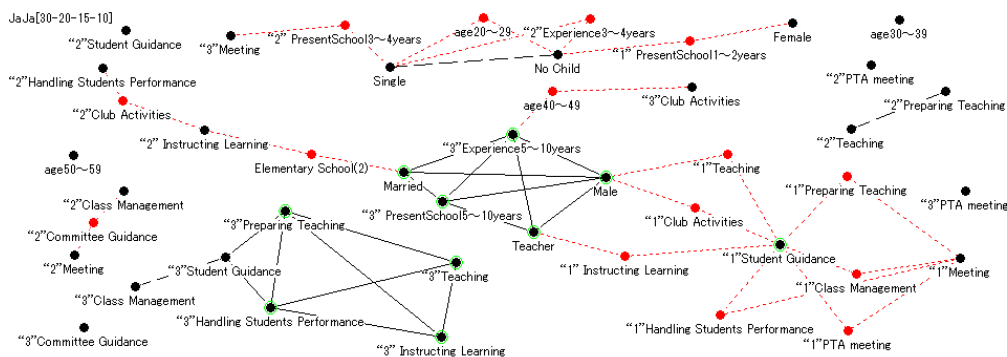 JaJa[30-20-15-10]
"2"Student Guidance
"3"Meeting
"2" PresentSchool3～4years
age20～29
"2"Experience3～4years
Female
age30～39
Single
No Child
"1" PresentSchool1～2years
"2"Handling Students Performance
"2"PTA meeting
"2"Club Activities
age40～49
"3"Club Activities
"2"Preparing Teaching
"2" Instructing Learning
"3"Experience5～10years
"2"Teaching
age50～59
Elementary School(2)
Married
Male
"1"Teaching
"1"Preparing Teaching
"2"Class Management
"3" PresentSchool5～10years
"1"Club Activities
"3"PTA meeting
"2"Committee Guidance
"3"Preparing Teaching
Teacher
"2"Meeting
"3"Student Guidance
"3"Teaching
"1" Instructing Learning
"1"Student Guidance
"1"Meeting
"3"Class Management
"1"Class Management
"3"Handling Students Performance
"1"Handling Students Performance
"3"Committee Guidance
"3" Instructing Learning
"1"PTA meeting